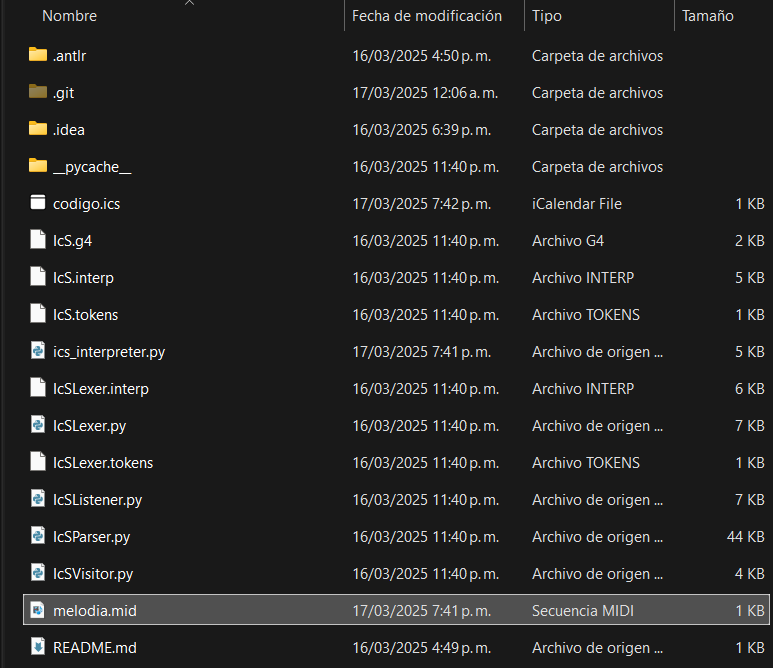 Nombre Fecha de modificación Tipo Tamaño
.antlr 16/03/2025 4:50 p. m. Carpeta de archivos
.git 17/03/2025 12:06 a. m. Carpeta de archivos
.idea 16/03/2025 6:39 p. m. Carpeta de archivos
__pycache__ 16/03/2025 11:40 p. m. Carpeta de archivos
codigo.ics 17/03/2025 7:42 p. m. iCalendar File 1 KB
IcS.g4 16/03/2025 11:40 p. m. Archivo G4 2 KB
IcS.interp 16/03/2025 11:40 p. m. Archivo INTERP 5 KB
IcS.tokens 16/03/2025 11:40 p. m. Archivo TOKENS 1 KB
ics_interpreter.py 17/03/2025 7:41 p. m. Archivo de origen ... 5 KB
IcSLexer.interp 16/03/2025 11:40 p. m. Archivo INTERP 6 KB
IcSLexer.py 16/03/2025 11:40 p. m. Archivo de origen ... 7 KB
IcSLexer.tokens 16/03/2025 11:40 p. m. Archivo TOKENS 1 KB
IcSListener.py 16/03/2025 11:40 p. m. Archivo de origen ... 7 KB
IcSParser.py 16/03/2025 11:40 p. m. Archivo de origen ... 44 KB
IcSVisitor.py 16/03/2025 11:40 p. m. Archivo de origen ... 4 KB
melodia.mid 17/03/2025 7:41 p. m. Secuencia MIDI 1 KB
README.md 16/03/2025 4:49 p. m. Archivo de origen ... 1 KB